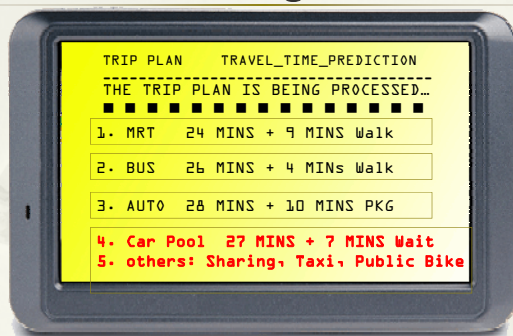 TRIP PLAN TRAVEL_TIME_PREDICTION
THE TRIP PLAN IS BEING PROCESSED…
1. MRT 24 MINS + 9 MINS Walk
2. BUS 26 MINS + 4 MINs Walk
3. AUTO 28 MINS + 10 MINS PKG
4. Car Pool 27 MINS + 7 MINS Wait
5. others: Sharing, Taxi, Public Bike